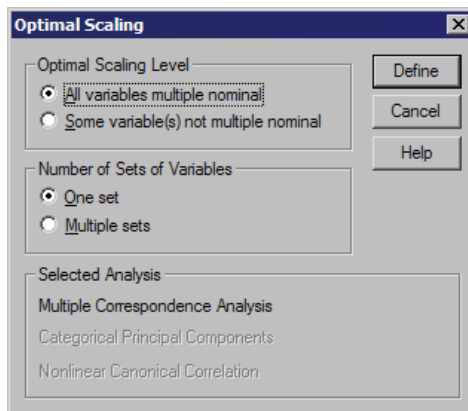 Optimal Scaling
Optimal Scaling Level
All variables multiple nominal
Some variable(s) not multiple nominal
Define
Cancel
Help
Number of Sets of Variables
One set
Multiple sets
Selected Analysis
Multiple Correspondence Analysis
Categorical Principal Components
Nonlinear Canonical Correlation